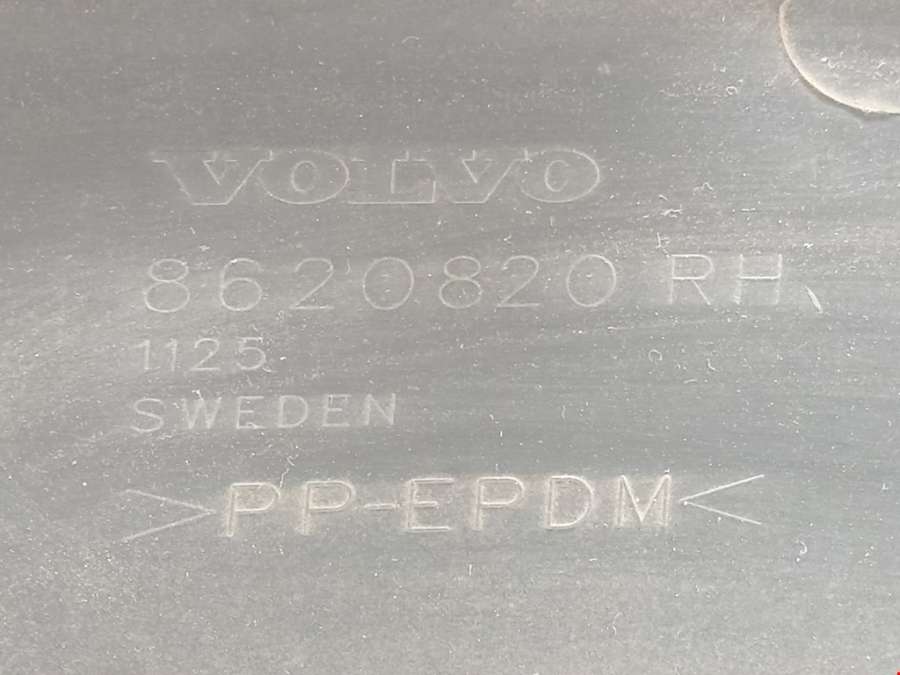 VOLVO
8620820 RH
1125
SWEDEN
>PP-EPDM<